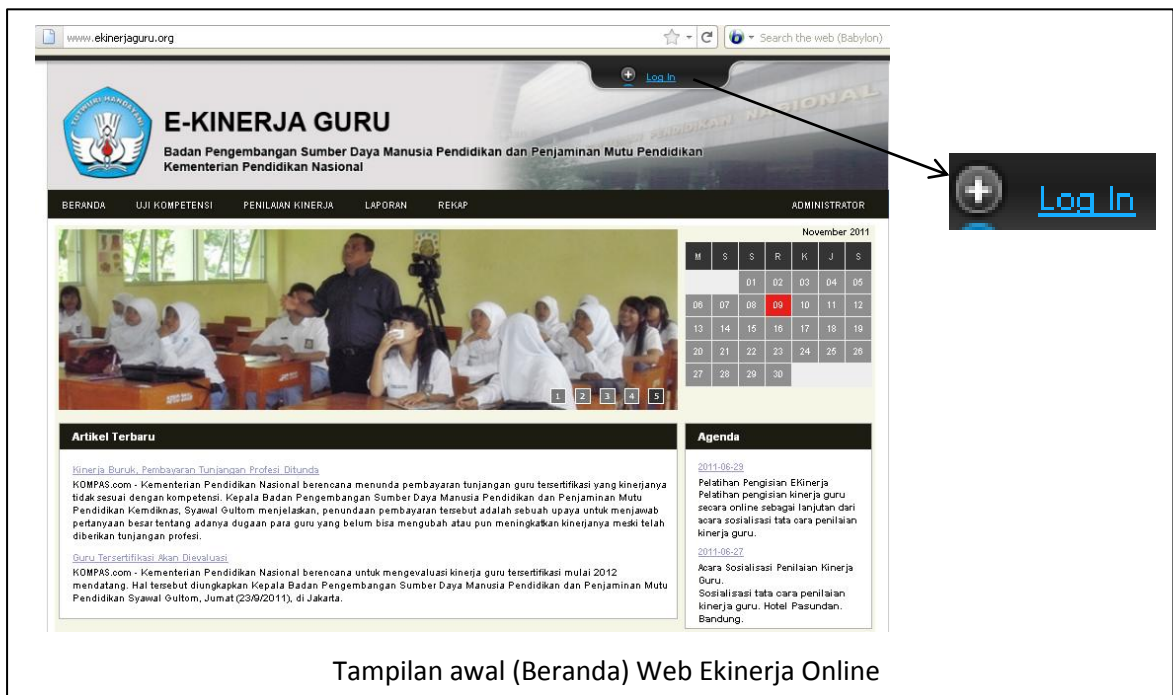 www.ekinerjaguru.org
Search the web (Babylon)
Log In
TUTWURI HANDAYANI
E-KINERJA GURU
Badan Pengembangan Sumber Daya Manusia Pendidikan dan Penjaminan Mutu Pendidikan
Kementerian Pendidikan Nasional
BERANDA UJI KOMPETENSI PENILAIAN KINERJA LAPORAN REKAP ADMINISTRATOR
Log In
November 2011
M S S R K J S
01 02 03 04 05
06 07 08 09 10 11 12
13 14 15 16 17 18 19
20 21 22 23 24 25 26
27 28 29 30
1 2 3 4 5
Artikel Terbaru
Kinerja Buruk, Pembayaran Tunjangan Profesi Ditunda
KOMPAS.com - Kementerian Pendidikan Nasional berencana menunda pembayaran tunjangan guru tersertifikasi yang kinerjanya
tidak sesuai dengan kompetensi. Kepala Badan Pengembangan Sumber Daya Manusia Pendidikan dan Penjaminan Mutu
Pendidikan Kemdiknas, Syawal Gultom menjelaskan, penundaan pembayaran tersebut adalah sebuah upaya untuk menjawab
pertanyaan besar tentang adanya dugaan para guru yang belum bisa mengubah atau pun meningkatkan kinerjanya meski telah
diberikan tunjangan profesi.
Guru Tersertifikasi Akan Dievaluasi
KOMPAS.com - Kementerian Pendidikan Nasional berencana untuk mengevaluasi kinerja guru tersertifikasi mulai 2012
mendatang. Hal tersebut diungkapkan Kepala Badan Pengembangan Sumber Daya Manusia Pendidikan dan Penjaminan Mutu
Pendidikan Syawal Gultom, Jumat (23/9/2011), di Jakarta.
Agenda
2011-06-29
Pelatihan Pengisian EKinerja
Pelatihan pengisian kinerja guru
secara online sebagai lanjutan dari
acara sosialisasi tata cara penilaian
kinerja guru.
2011-06-27
Acara Sosialisasi Penilaian Kinerja
Guru.
Sosialisasi tata cara penilaian
kinerja guru. Hotel Pasundan.
Bandung.
Tampilan awal (Beranda) Web Ekinerja Online